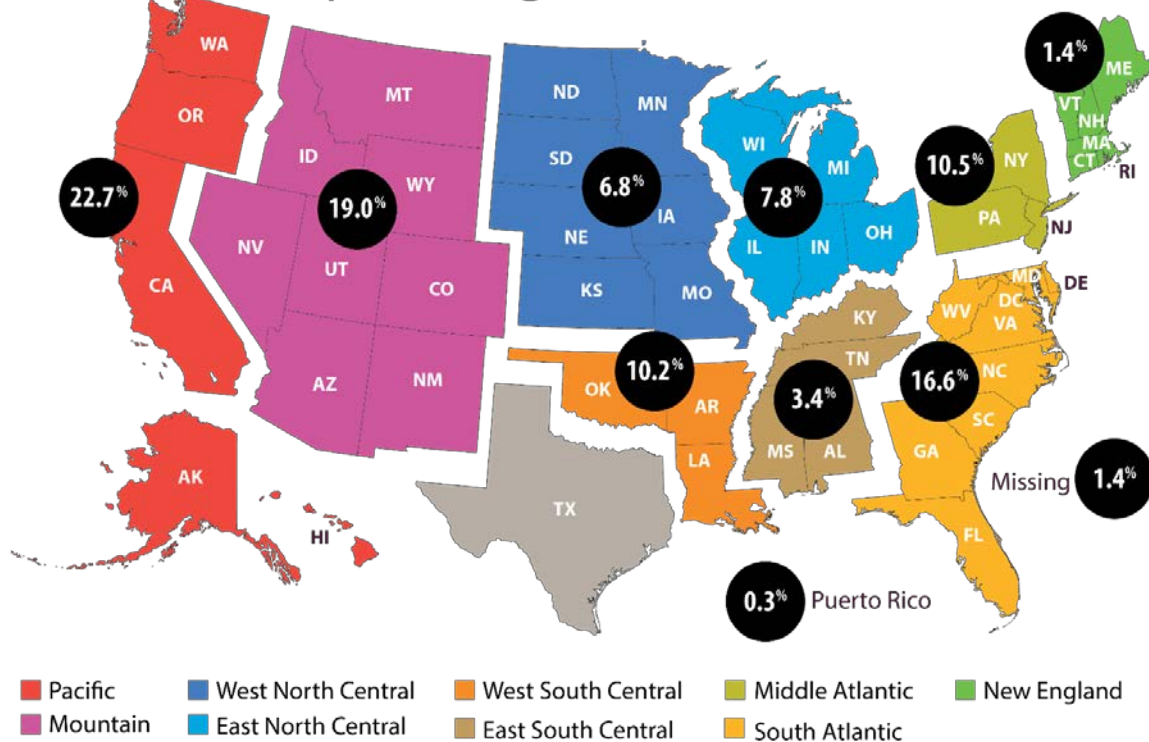 WA
OR
CA
AK
HI
22.7%
MT
ID
WY
NV
UT
CO
AZ
NM
19.0%
ND
MN
SD
IA
NE
KS
MO
6.8%
WI
MI
IL
IN
OH
7.8%
NY
PA
NJ
10.5%
ME
VT
NH
MA
CT
RI
1.4%
OK
AR
LA
10.2%
TX
KY
TN
MS
AL
3.4%
MD
DE
DC
WV
VA
NC
SC
GA
FL
16.6%
Missing 1.4%
0.3% Puerto Rico
Pacific
West North Central
West South Central
Middle Atlantic
New England
Mountain
East North Central
East South Central
South Atlantic